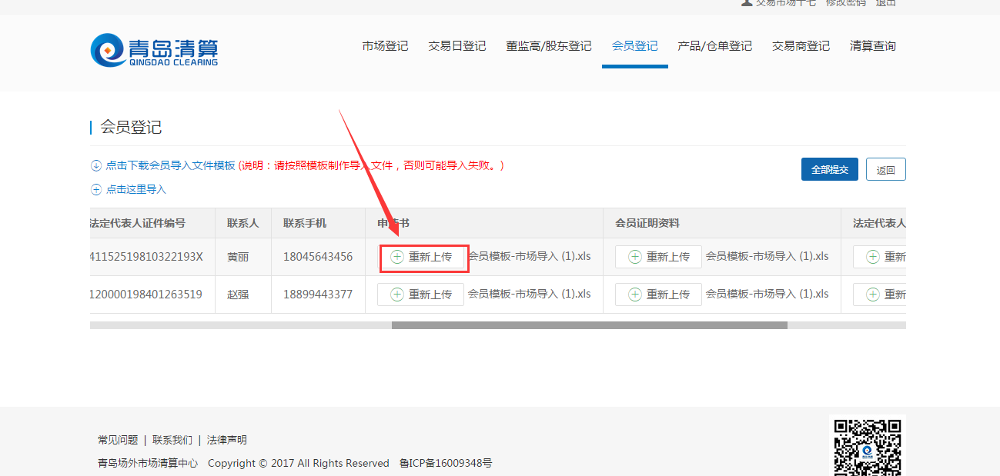 交易市场十七 修改密码 退出
青岛清算
QINGDAO CLEARING
市场登记 交易日登记 董监高/股东登记 会员登记 产品/仓单登记 交易商登记 清算查询
会员登记
点击下载会员导入文件模板 (说明：请按照模板制作导入文件，否则可能导入失败。)
全部提交 返回
点击这里导入
法定代表人证件编号 联系人 联系手机 申请书 会员证明资料 法定代表人
41152519810322193X 黄丽 18045643456 重新上传 会员模板-市场导入 (1).xls 重新上传 会员模板-市场导入 (1).xls 重新
120000198401263519 赵强 18899443377 重新上传 会员模板-市场导入 (1).xls 重新上传 会员模板-市场导入 (1).xls 重新
常见问题 | 联系我们 | 法律声明
青岛场外市场清算中心 Copyright © 2017 All Rights Reserved 鲁ICP备16009348号